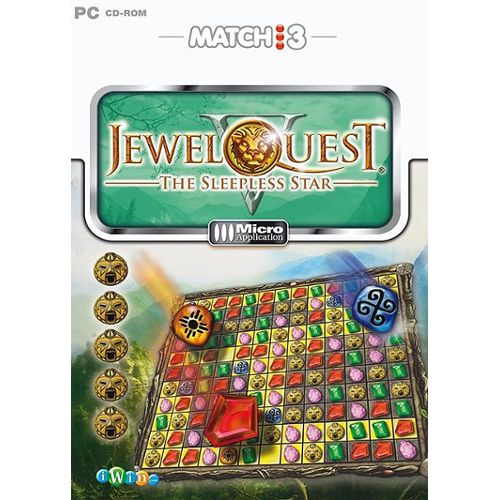 PC CD-ROM
MATCH 3
V
JEWEL QUEST®
THE SLEEPLESS STAR
Micro
Application
iWin